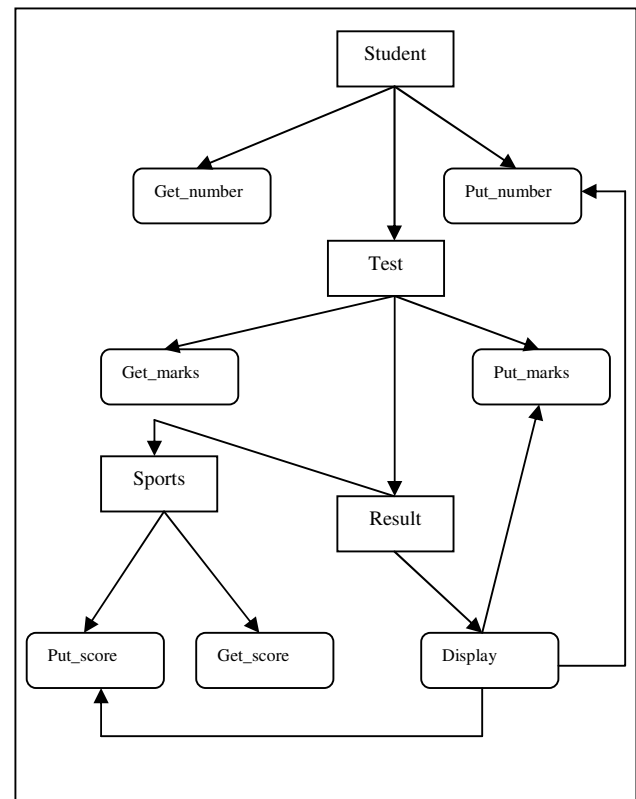 Student
Get_number
Put_number
Test
Get_marks
Put_marks
Sports
Result
Put_score
Get_score
Display